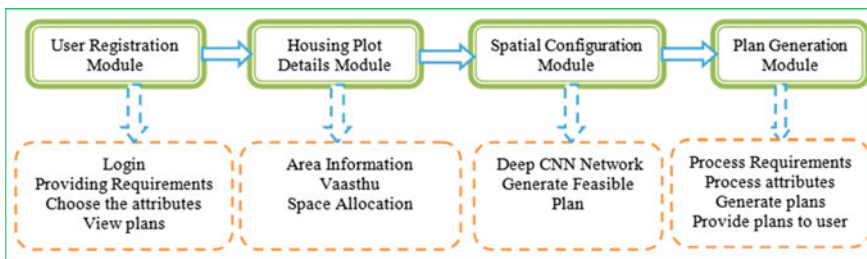 User Registration
Module
Housing Plot
Details Module
Spatial Configuration
Module
Plan Generation
Module
Login
Providing Requirements
Choose the attributes
View plans
Area Information
Vaasthu
Space Allocation
Deep CNN Network
Generate Feasible
Plan
Process Requirements
Process attributes
Generate plans
Provide plans to user